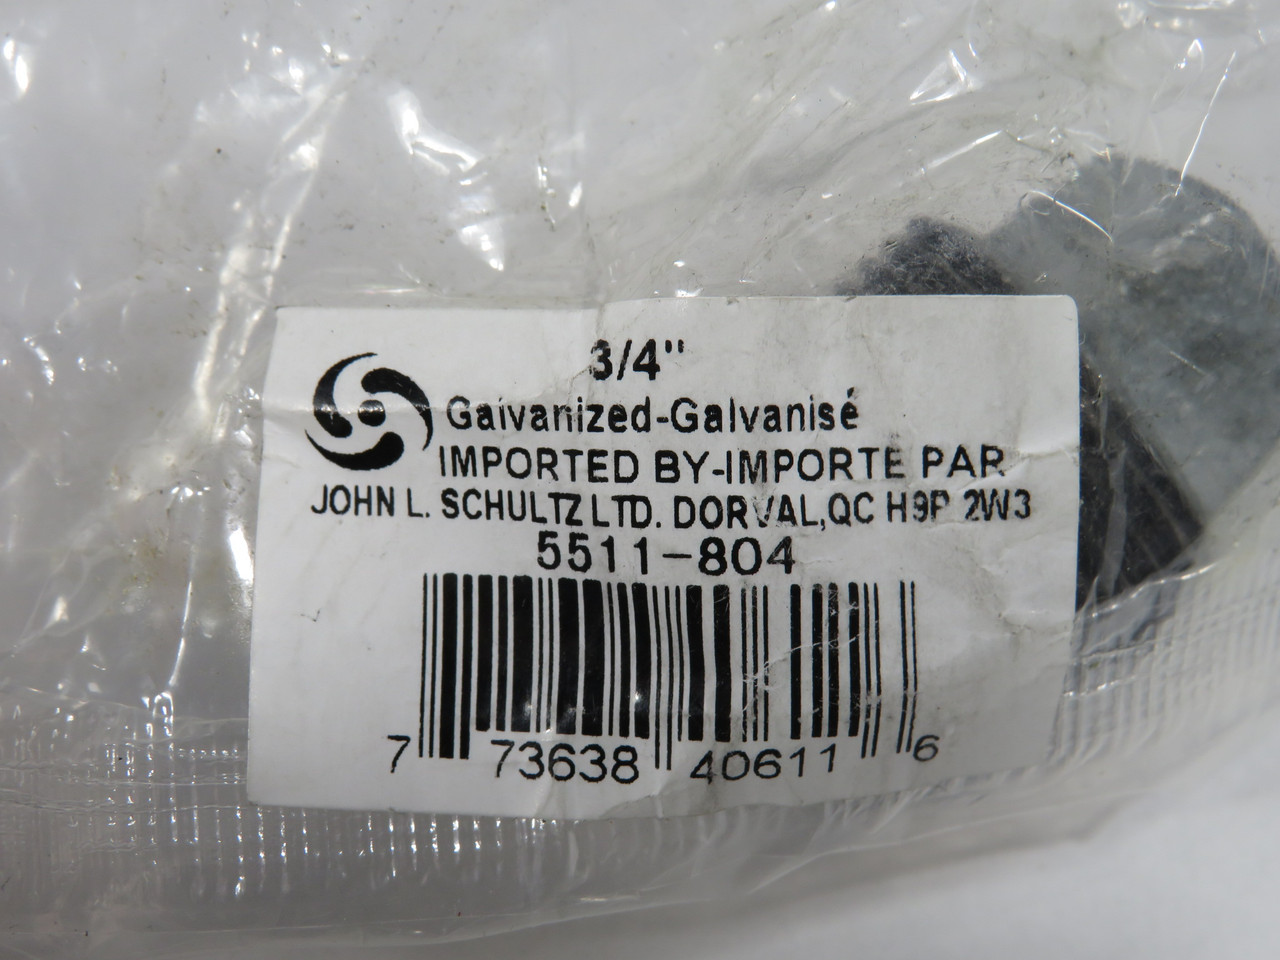 3/4"
Galvanized-Galvanisé
IMPORTED BY-IMPORTE PAR
JOHN L. SCHULTZ LTD. DORVAL,QC H9P 2W3
5511-804
7 73638 40611 6